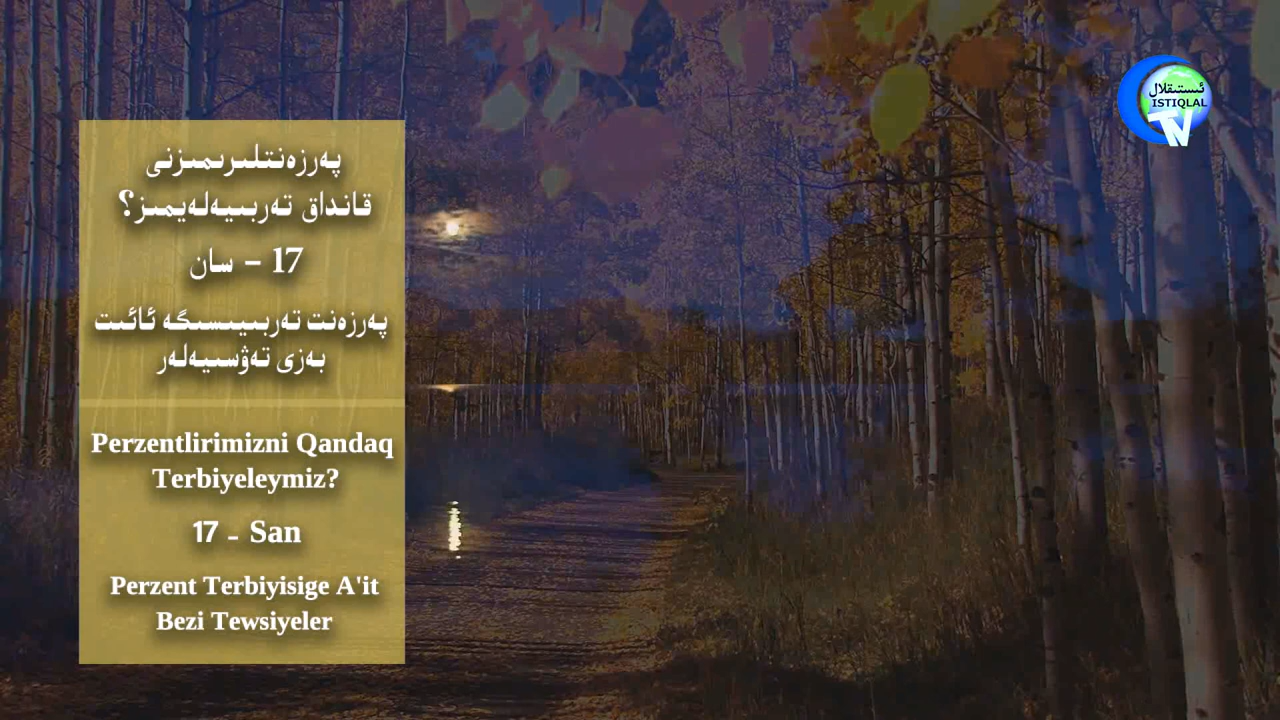 پەرزەنتلىرىمىزنى
قانداق تەربىيەلەيمىز؟
17 - سان
پەرزەنت تەربىيىسىگە ئائىت
بەزى تەۋسىيەلەر
Perzentlirimizni Qandaq
Terbiyeleymiz?
17 - San
Perzent Terbiyisige A'it
Bezi Tewsiyeler
ئىستىقلال
ISTIQLAL
TV